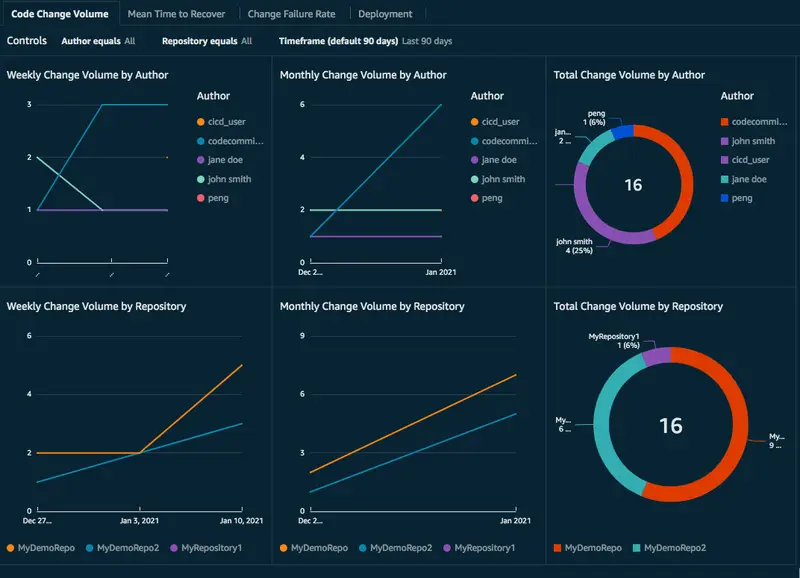 Code Change Volume
Mean Time to Recover
Change Failure Rate
Deployment
Controls
Author equals All
Repository equals All
Timeframe (default 90 days) Last 90 days
Weekly Change Volume by Author
3
2
1
0
Author
cicd_user
codecommi...
jane doe
john smith
peng
Monthly Change Volume by Author
6
4
2
0
Dec 2...
Jan 2021
Author
cicd_user
codecommi...
jane doe
john smith
peng
Total Change Volume by Author
peng
1 (6%)
jan...
2 ...
16
john smith
4 (25%)
Author
codecommi...
john smith
cicd_user
jane doe
peng
Weekly Change Volume by Repository
6
4
2
0
Dec 27...
Jan 3, 2021
Jan 10, 2021
MyDemoRepo
MyDemoRepo2
MyRepository1
Monthly Change Volume by Repository
9
6
3
0
Dec 2...
Jan 2021
MyDemoRepo
MyDemoRepo2
MyRepository1
Total Change Volume by Repository
MyRepository1
1 (6%)
My...
6 ...
16
My...
9 ...
MyDemoRepo
MyDemoRepo2